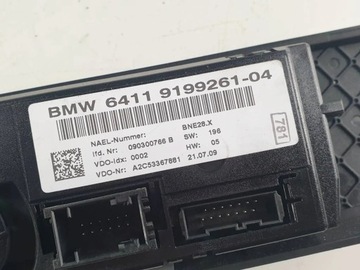 BMW 6411 9199261-04
NAEL-Nummer: BNE28.X
lfd. Nr: 090300766 B SW: 196
VDO-Idx: 0002 HW: 05
VDO-Nr: A2C53367881 21.07.09
781